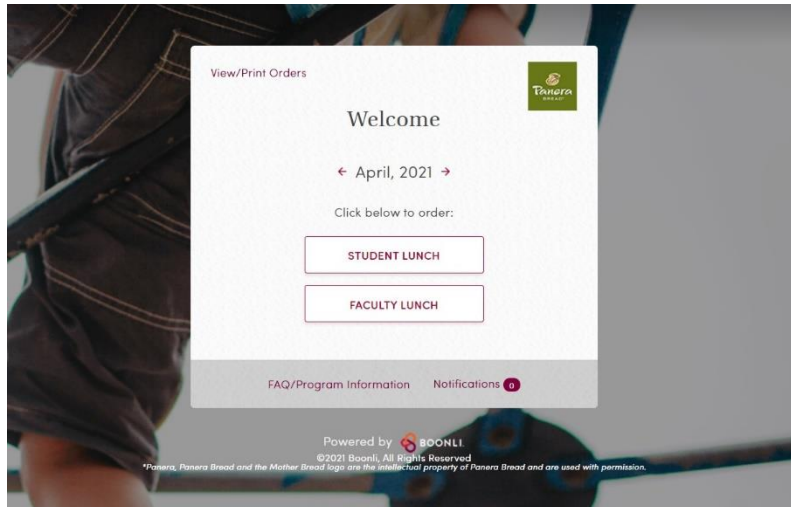 View/Print Orders
Panera
BREAD
Welcome
← April, 2021 →
Click below to order:
STUDENT LUNCH
FACULTY LUNCH
FAQ/Program Information Notifications 0
Powered by BOONLI
©2021 Boonli, All Rights Reserved
*Panera, Panera Bread and the Mother Bread logo are the intellectual property of Panera Bread and are used with permission.